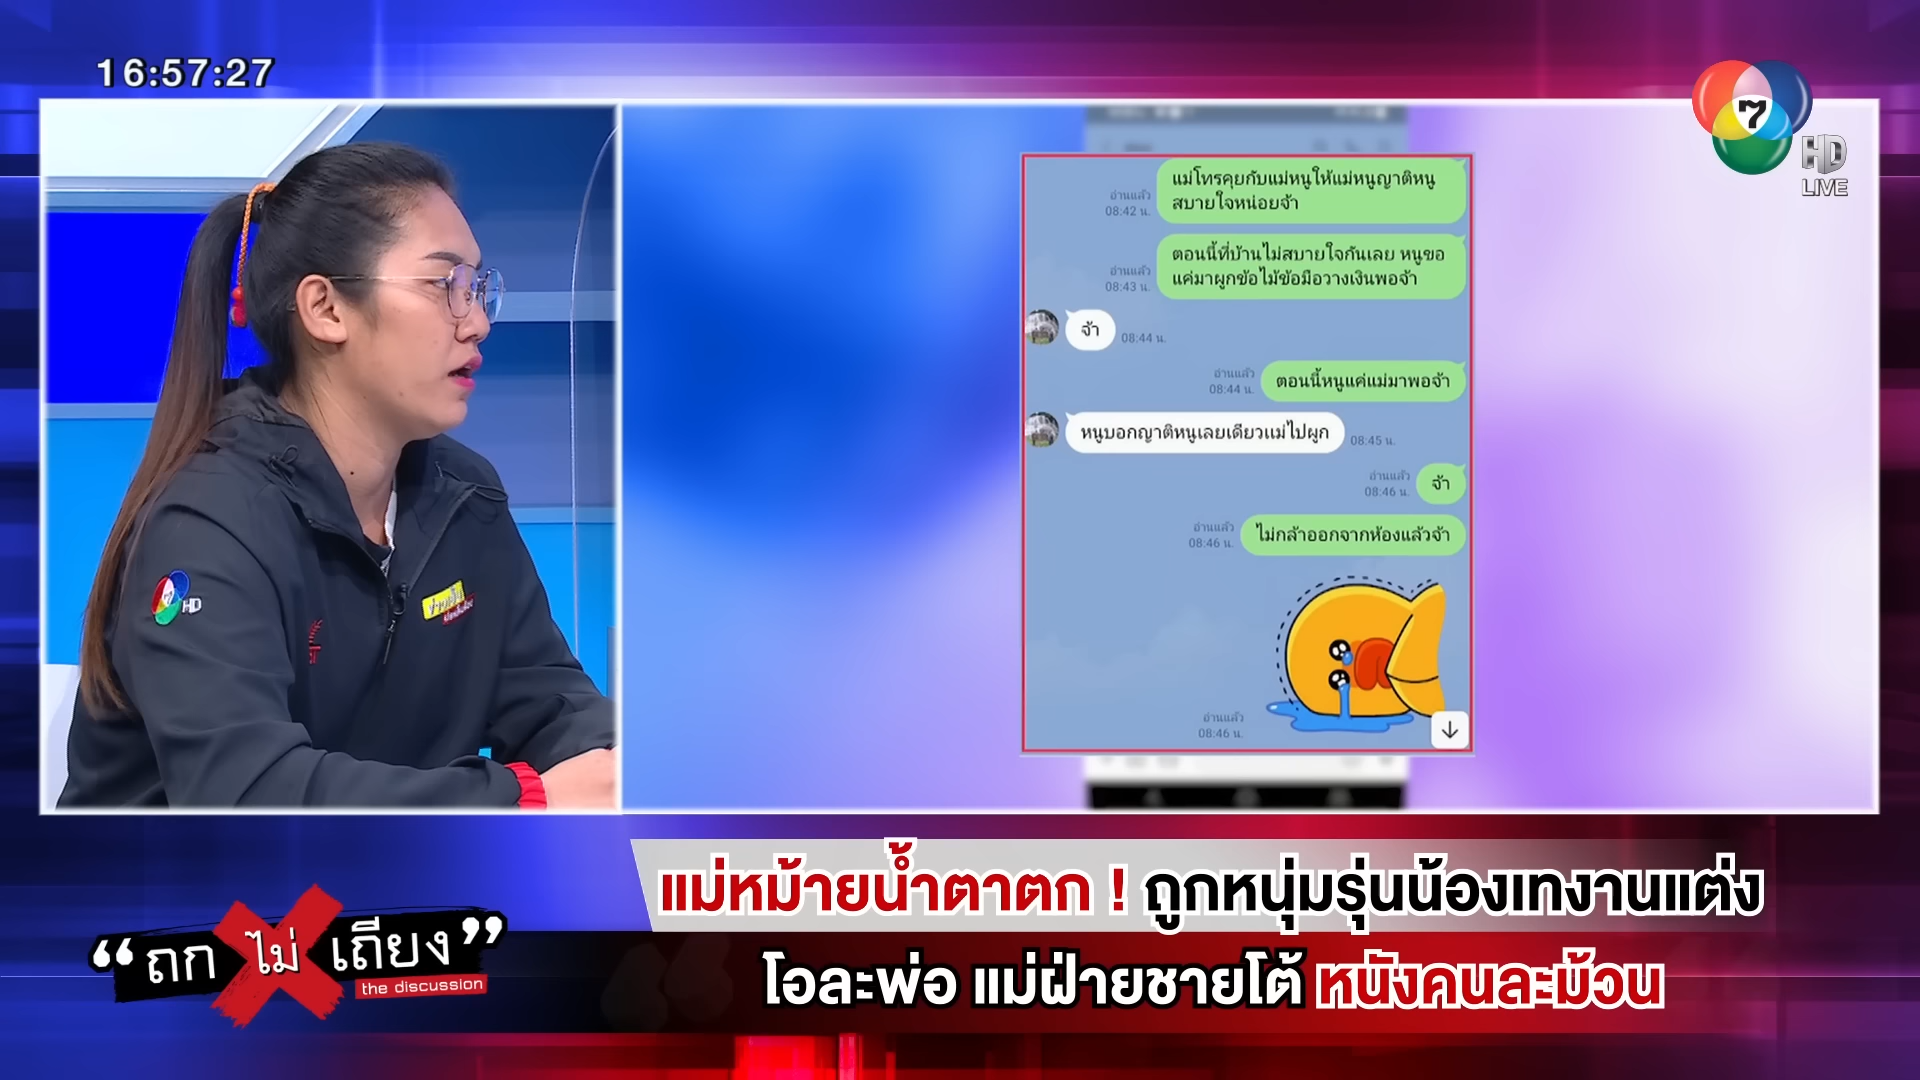 16:57:27
7
HD
LIVE
แม่โทรคุยกับแม่หนูให้แม่หนูญาติหนู
สบายใจหน่อยจ้า
อ่านแล้ว
08:42 น.
ตอนนี้ที่บ้านไม่สบายใจกันเลย หนูขอ
แค่มาผูกข้อไม้ข้อมือวางเงินพอจ้า
อ่านแล้ว
08:43 น.
จ้า
08:44 น.
ตอนนี้หนูแค่แม่มาพอจ้า
อ่านแล้ว
08:44 น.
หนูบอกญาติหนูเลยเดียวแม่ไปผูก
08:45 น.
จ้า
อ่านแล้ว
08:46 น.
ไม่กล้าออกจากห้องแล้วจ้า
อ่านแล้ว
08:46 น.
อ่านแล้ว
08:46 น.
7 HD
แม่หม้ายน้ำตาตก ! ถูกหนุ่มรุ่นน้องเทงานแต่ง
โอละพ่อ แม่ฝ่ายชายโต้ หนังคนละม้วน
“ถกไม่เถียง”
the discussion